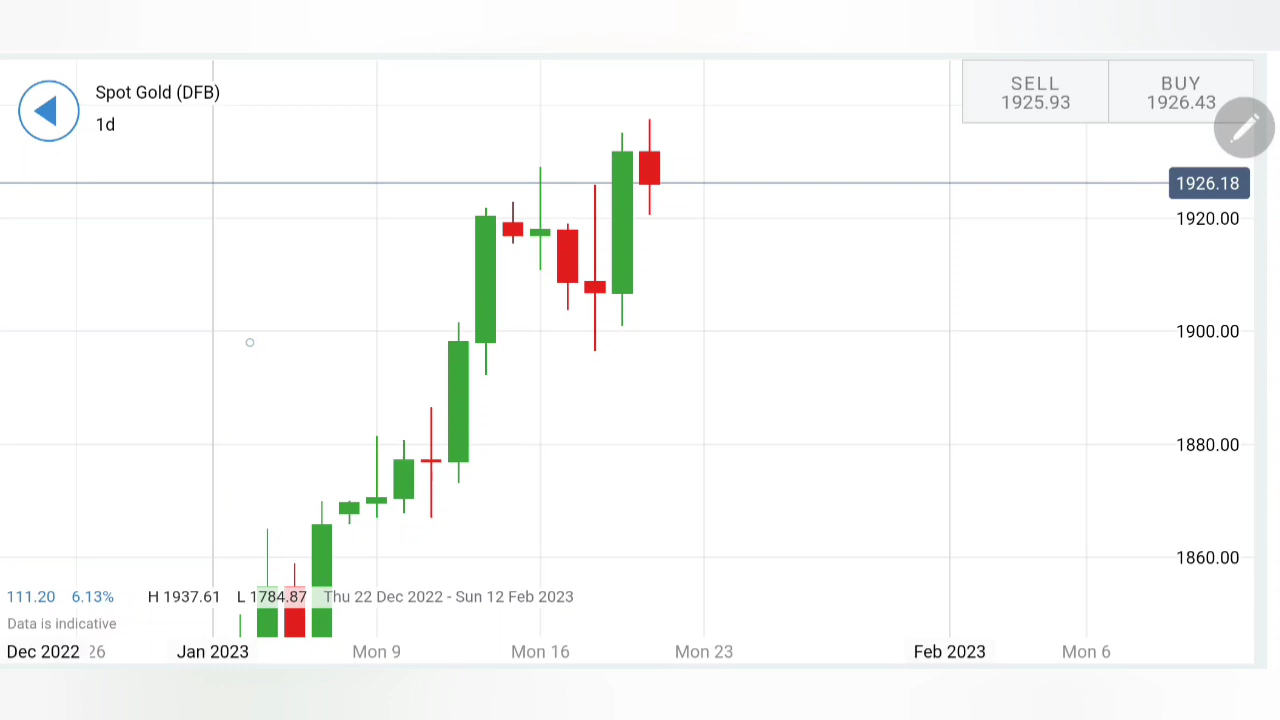 Spot Gold (DFB)
1d
SELL
1925.93
BUY
1926.43
1926.18
1920.00
1900.00
1880.00
1860.00
111.20 6.13% H 1937.61 L 1784.87 Thu 22 Dec 2022 - Sun 12 Feb 2023
Data is indicative
Dec 2022 26 Jan 2023 Mon 9 Mon 16 Mon 23 Feb 2023 Mon 6